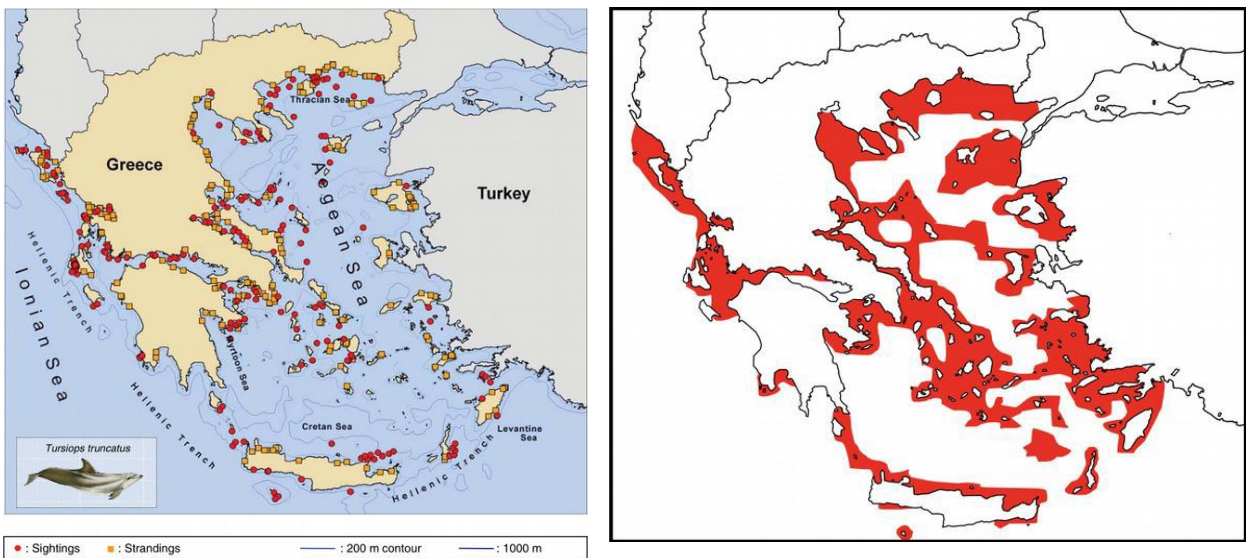 Thracian Sea
Greece
Aegean Sea
Turkey
Hellenic Trench
Ionian Sea
Myrtoon Sea
Hellenic Trench
Cretan Sea
Levantine
Sea
Hellenic Trench
Tursiops truncatus
: Sightings
: Strandings
: 200 m contour
: 1000 m